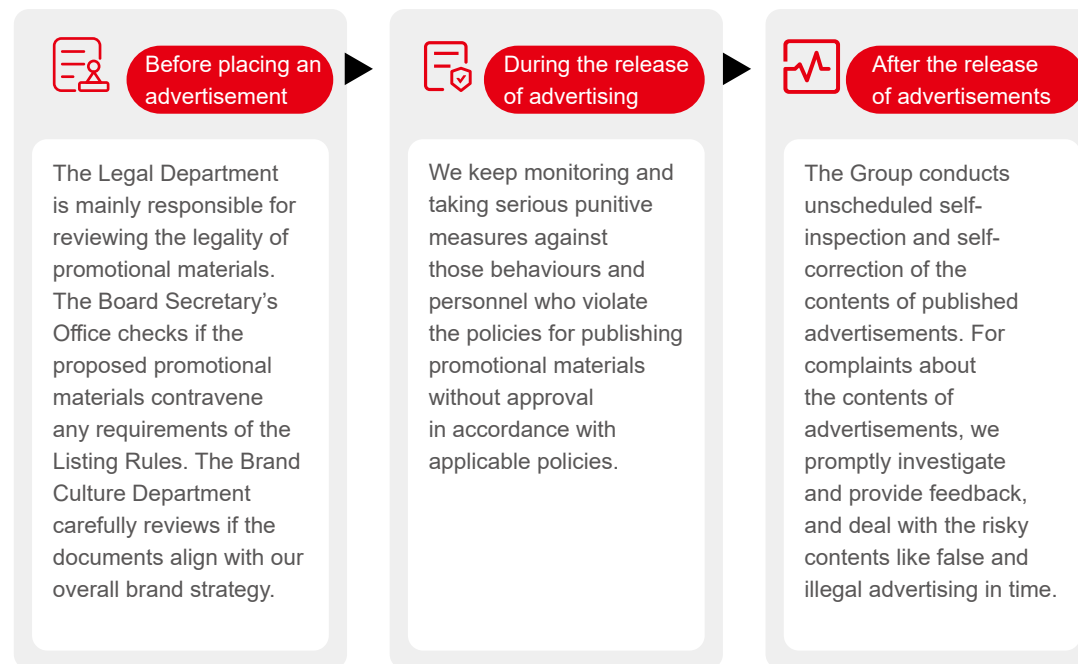 Before placing an
advertisement
The Legal Department
is mainly responsible for
reviewing the legality of
promotional materials.
The Board Secretary’s
Office checks if the
proposed promotional
materials contravene
any requirements of the
Listing Rules. The Brand
Culture Department
carefully reviews if the
documents align with our
overall brand strategy.
During the release
of advertising
We keep monitoring and
taking serious punitive
measures against
those behaviours and
personnel who violate
the policies for publishing
promotional materials
without approval
in accordance with
applicable policies.
After the release
of advertisements
The Group conducts
unscheduled self-
inspection and self-
correction of the
contents of published
advertisements. For
complaints about
the contents of
advertisements, we
promptly investigate
and provide feedback,
and deal with the risky
contents like false and
illegal advertising in time.